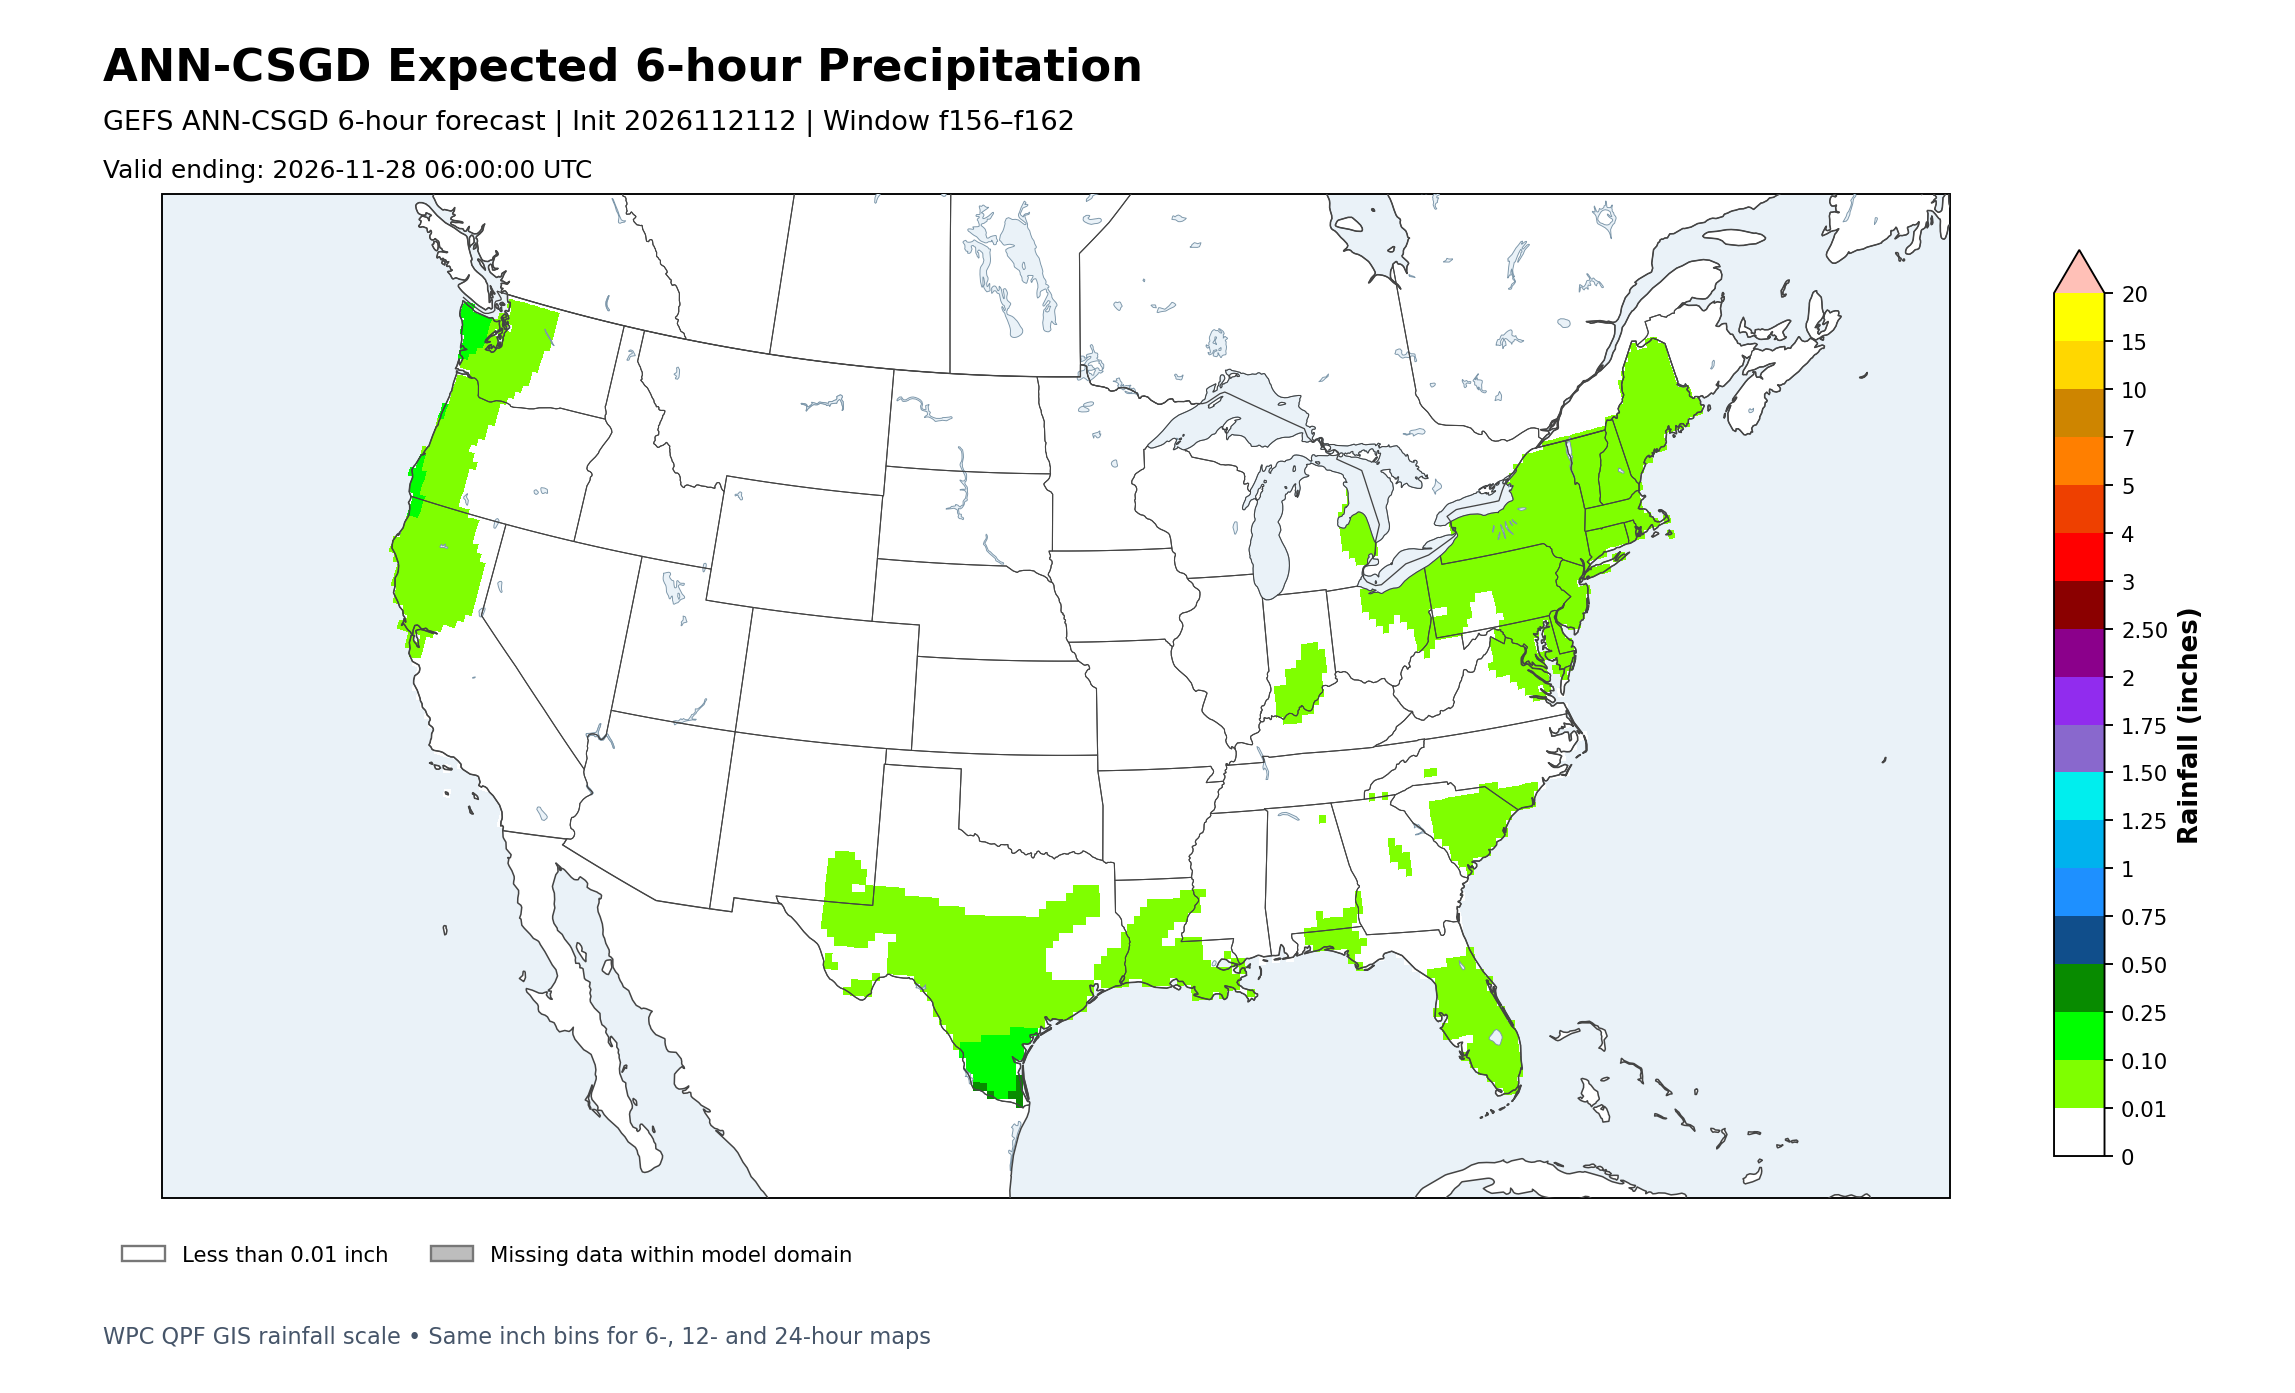 ANN-CSGD Expected 6-hour Precipitation
GEFS ANN-CSGD 6-hour forecast | Init 2026112112 | Window f156–f162
Valid ending: 2026-11-28 06:00:00 UTC
20
15
10
7
5
4
3
2.50
2
1.75
1.50
1.25
1
0.75
0.50
0.25
0.10
0.01
0
Rainfall (inches)
Less than 0.01 inch
Missing data within model domain
WPC QPF GIS rainfall scale • Same inch bins for 6-, 12- and 24-hour maps